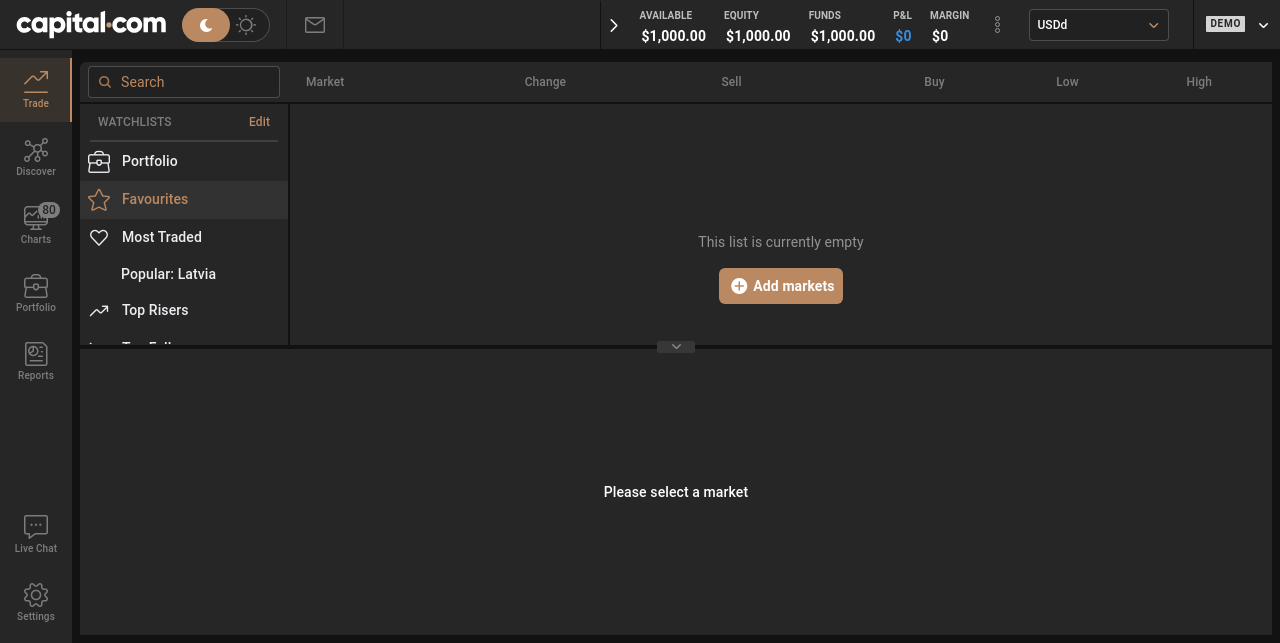 capital.com
AVAILABLE EQUITY FUNDS P&L MARGIN
$1,000.00 $1,000.00 $1,000.00 $0 $0
USDd
DEMO
Trade
Discover
80
Charts
Portfolio
Reports
Live Chat
Settings
Search
Market Change Sell Buy Low High
WATCHLISTS Edit
Portfolio
Favourites
Most Traded
Popular: Latvia
Top Risers
This list is currently empty
Add markets
Please select a market